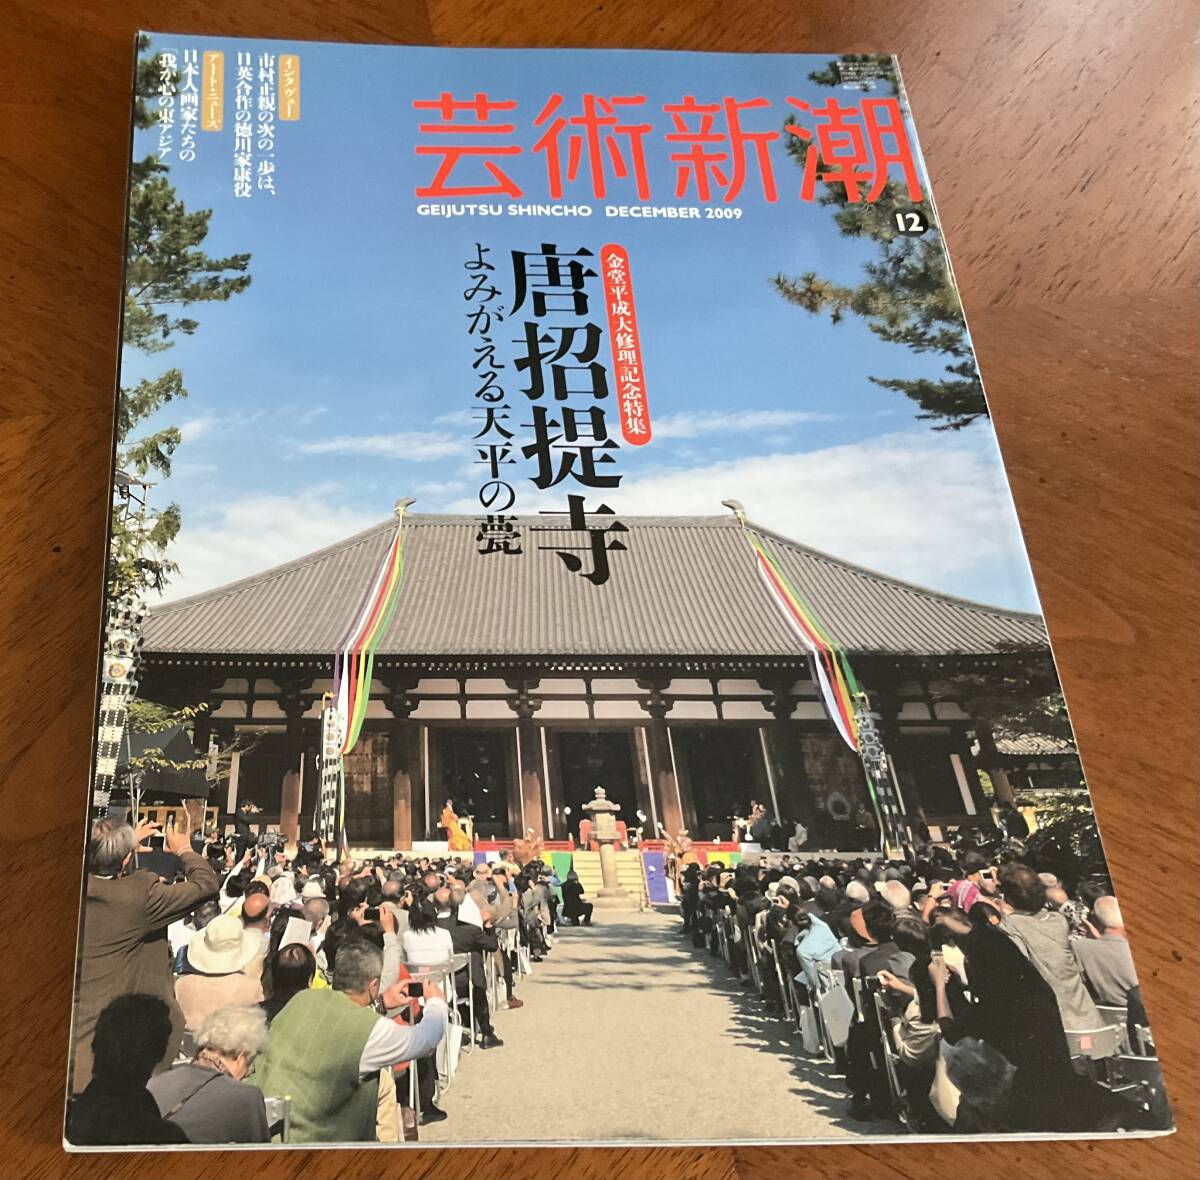 芸術新潮
GEIJUTSU SHINCHO DECEMBER 2009
12
金堂平成大修理記念特集
唐招提寺
よみがえる天平の甍
インタヴュー
市村正親の次の一歩は、
日英合作の徳川家康役
アート・ニュース
日本人画家たちの
「我が心の東アジア」